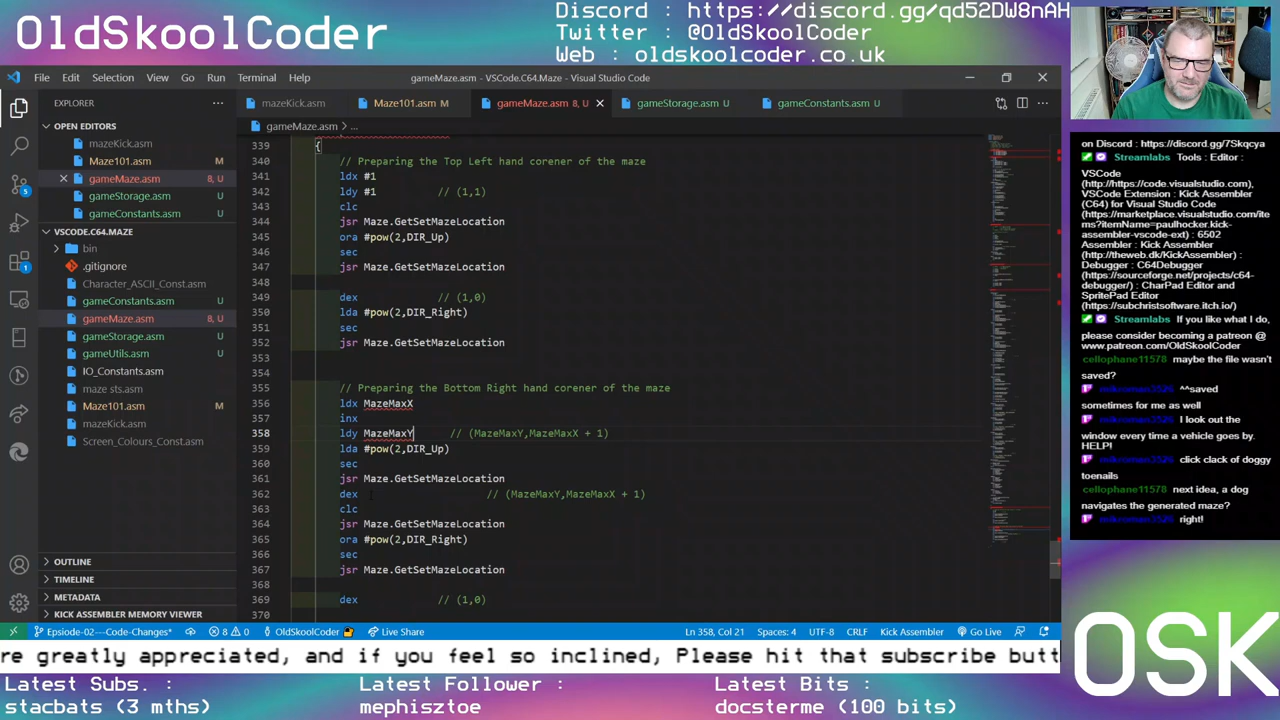 OldSkoolCoder
Discord : https://discord.gg/qd52DW8nAH
Twitter : @OldSkoolCoder
Web : oldskoolcoder.co.uk
File Edit Selection View Go Run Terminal Help
gameMaze.asm - VSCode.C64.Maze - Visual Studio Code
EXPLORER
mazeKick.asm
Maze101.asm M
gameMaze.asm 8, U
gameStorage.asm U
gameConstants.asm U
gameMaze.asm > ...
OPEN EDITORS
mazeKick.asm
Maze101.asm M
gameMaze.asm 8, U
gameStorage.asm U
gameConstants.asm U
VSCODE.C64.MAZE
bin
.gitignore
Character_ASCII_Const.asm
gameConstants.asm U
gameMaze.asm 8, U
gameStorage.asm U
gameUtils.asm U
IO_Constants.asm
maze sts.asm
Maze101.asm M
mazeKick.asm
Screen_Colours_Const.asm
OUTLINE
TIMELINE
METADATA
KICK ASSEMBLER MEMORY VIEWER
5
1
339 {
340 // Preparing the Top Left hand corener of the maze
341 ldx #1
342 ldy #1 // (1,1)
343 clc
344 jsr Maze.GetSetMazeLocation
345 ora #pow(2,DIR_Up)
346 sec
347 jsr Maze.GetSetMazeLocation
348
349 dex // (1,0)
350 lda #pow(2,DIR_Right)
351 sec
352 jsr Maze.GetSetMazeLocation
353
354
355 // Preparing the Bottom Right hand corener of the maze
356 ldx MazeMaxX
357 inx
358 ldy MazeMaxY // (MazeMaxY,MazeMaxX + 1)
359 lda #pow(2,DIR_Up)
360 sec
361 jsr Maze.GetSetMazeLocation
362 dex // (MazeMaxY,MazeMaxX + 1)
363 clc
364 jsr Maze.GetSetMazeLocation
365 ora #pow(2,DIR_Right)
366 sec
367 jsr Maze.GetSetMazeLocation
368
369 dex // (1,0)
370
Epsiode-02---Code-Changes* 8 0 OldSkoolCoder Live Share
Ln 358, Col 21 Spaces: 4 UTF-8 CRLF Kick Assembler Go Live
on Discord : https://discord.gg/7Skqcya
Streamlabs : Tools : Editor :
VSCode
(http://https://code.visualstudio.com),
VSCode Extension : Kick Assembler
(C64) for Visual Studio Code
(https://marketplace.visualstudio.com/ite
ms?itemName=paulhocker.kick-
assembler-vscode-ext) : 6502
Assembler : Kick Assembler
(http://theweb.dk/KickAssembler) :
Debugger : C64Debugger
(https://sourceforge.net/projects/c64-
debugger/) : CharPad Editor and
SpritePad Editor
(https://subchristsoftware.itch.io/)
Streamlabs : If you like what I do,
please consider becoming a patreon @
www.patreon.com/OldSkoolCoder
cellophane11578 : maybe the file wasn't
saved?
mikroman3526 : ^^saved
sometimes for me as well
mikroman3526 : I look out the
window every time a vehicle goes by.
HELP!
mikroman3526 : click clack of doggy
toenails
cellophane11578 : next idea, a dog
navigates the generated maze?
mikroman3526 : right!
OSK
re greatly appreciated, and if you feel so inclined, Please hit that subscribe butt
Latest Subs. :
stacbats (3 mths)
Latest Follower :
mephisztoe
Latest Bits :
docsterme (100 bits)